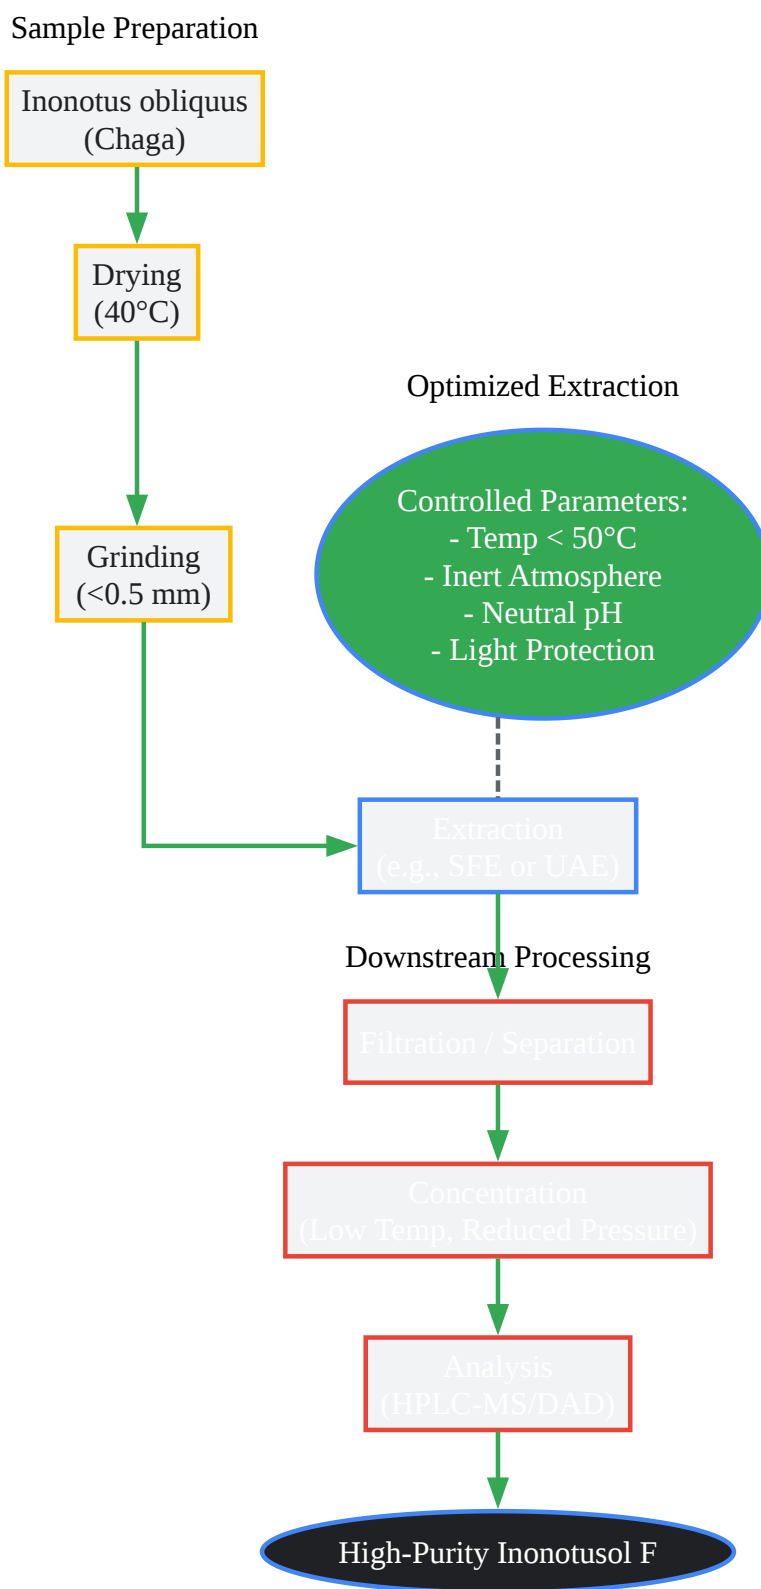 Sample Preparation
Inonotus obliquus
(Chaga)
Drying
(40°C)
Grinding
(<0.5 mm)
Optimized Extraction
Controlled Parameters:
- Temp < 50°C
- Inert Atmosphere
- Neutral pH
- Light Protection
Extraction
(e.g., SFE or UAE)
Downstream Processing
Filtration / Separation
Concentration
(Low Temp, Reduced Pressure)
Analysis
(HPLC-MS/DAD)
High-Purity Inonotusol F